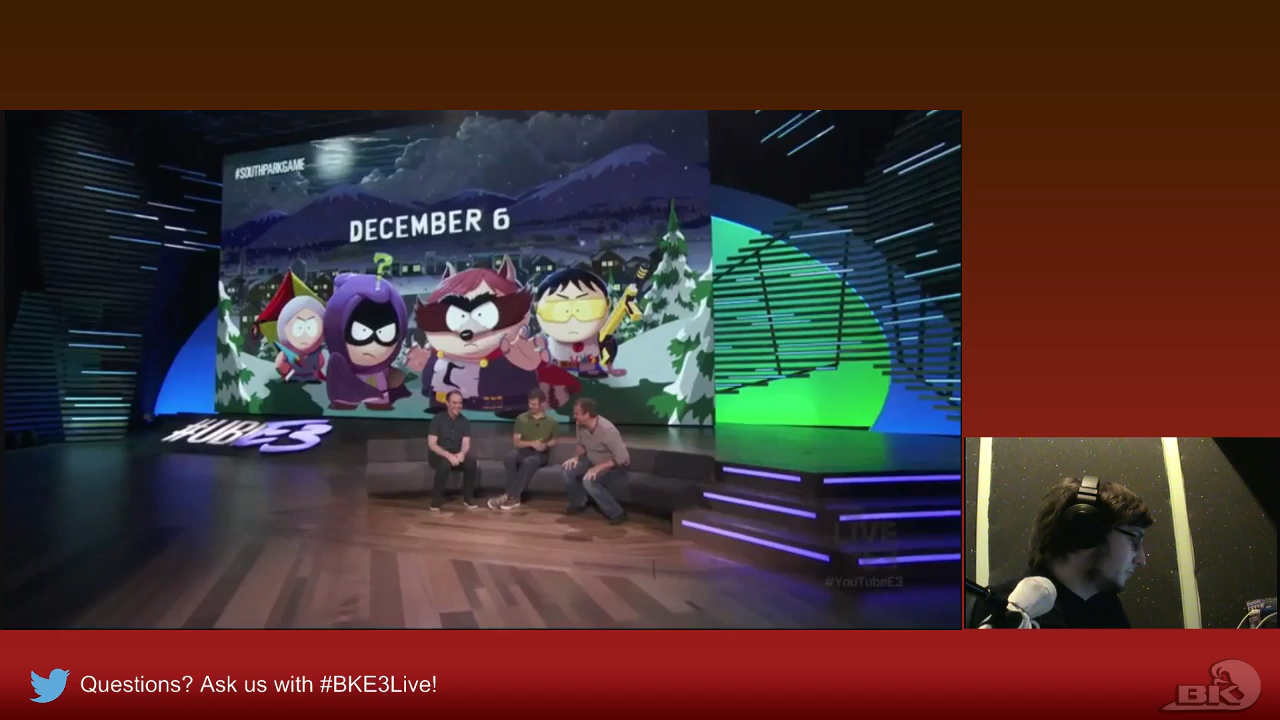 #SOUTHPARKGAME
DECEMBER 6
?
#UBIE3
LIVE
#YouTubeE3
Questions? Ask us with #BKE3Live!
BK